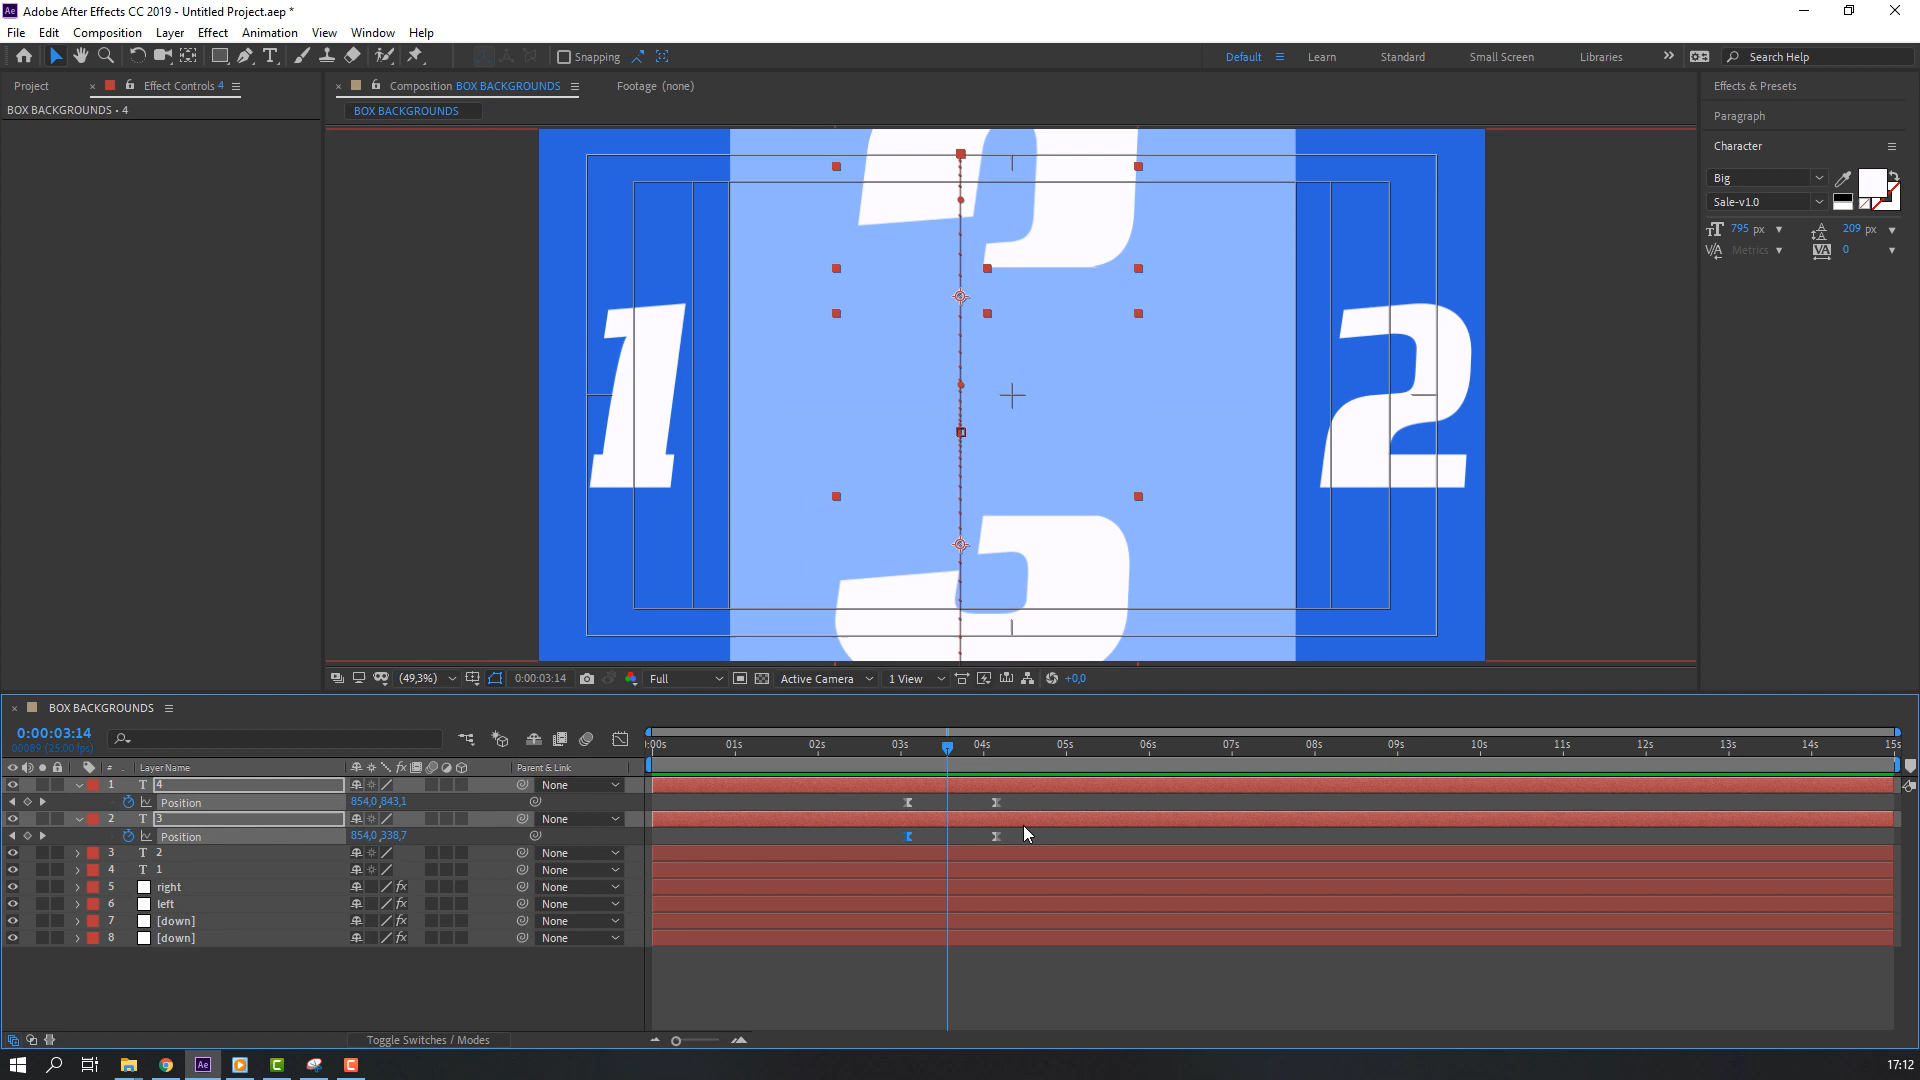 Adobe After Effects CC 2019 - Untitled Project.aep *
File Edit Composition Layer Effect Animation View Window Help
Snapping
Default Learn Standard Small Screen Libraries Search Help
Project Effect Controls 4
BOX BACKGROUNDS • 4
Composition BOX BACKGROUNDS Footage (none)
BOX BACKGROUNDS
1
2
Effects & Presets
Paragraph
Character
Big
Sale-v1.0
795 px 209 px
Metrics 0
(49,3%) 0:00:03:14 Full Active Camera 1 View +0,0
BOX BACKGROUNDS
0:00:03:14
00089 (25.00 fps)
:00s 01s 02s 03s 04s 05s 06s 07s 08s 09s 10s 11s 12s 13s 14s 15s
# Layer Name Parent & Link
1 T 4 None
Position 854,0 ,843,1
2 T 3 None
Position 854,0 ,338,7
3 T 2 None
4 T 1 None
5 right None
6 left None
7 [down] None
8 [down] None
Toggle Switches / Modes
17:12